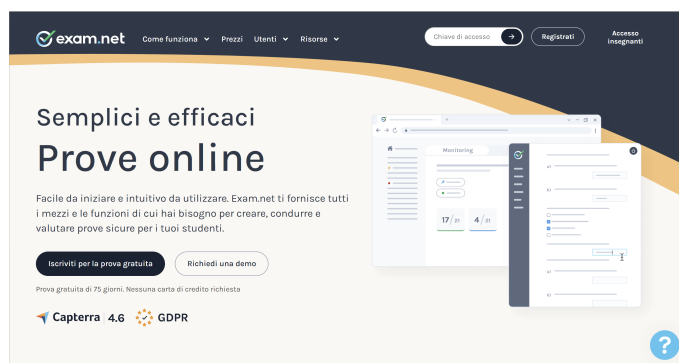 exam.net
Come funziona
Prezzi
Utenti
Risorse
Chiave di accesso
Registrati
Accesso
insegnanti
Semplici e efficaci
Prove online
Facile da iniziare e intuitivo da utilizzare. Exam.net ti fornisce tutti
i mezzi e le funzioni di cui hai bisogno per creare, condurre e
valutare prove sicure per i tuoi studenti.
Iscriviti per la prova gratuita
Richiedi una demo
Prova gratuita di 75 giorni. Nessuna carta di credito richiesta
Capterra 4.6
GDPR
Monitoring
17/21
4/21
?